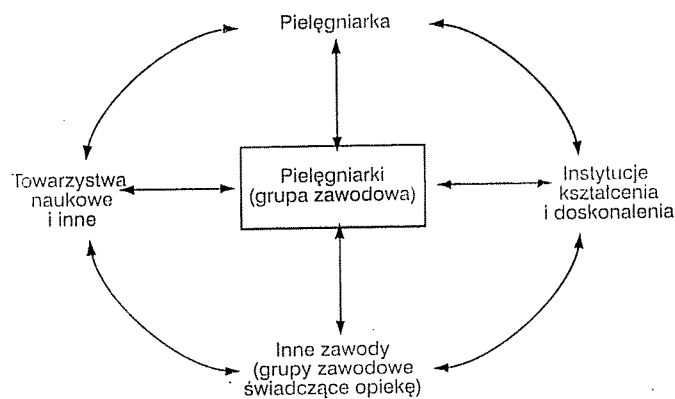 Pielęgniarka
Towarzystwa
naukowe
i inne
Pielęgniarki
(grupa zawodowa)
Instytucje
kształcenia
i doskonalenia
Inne zawody
(grupy zawodowe
świadczące opiekę)